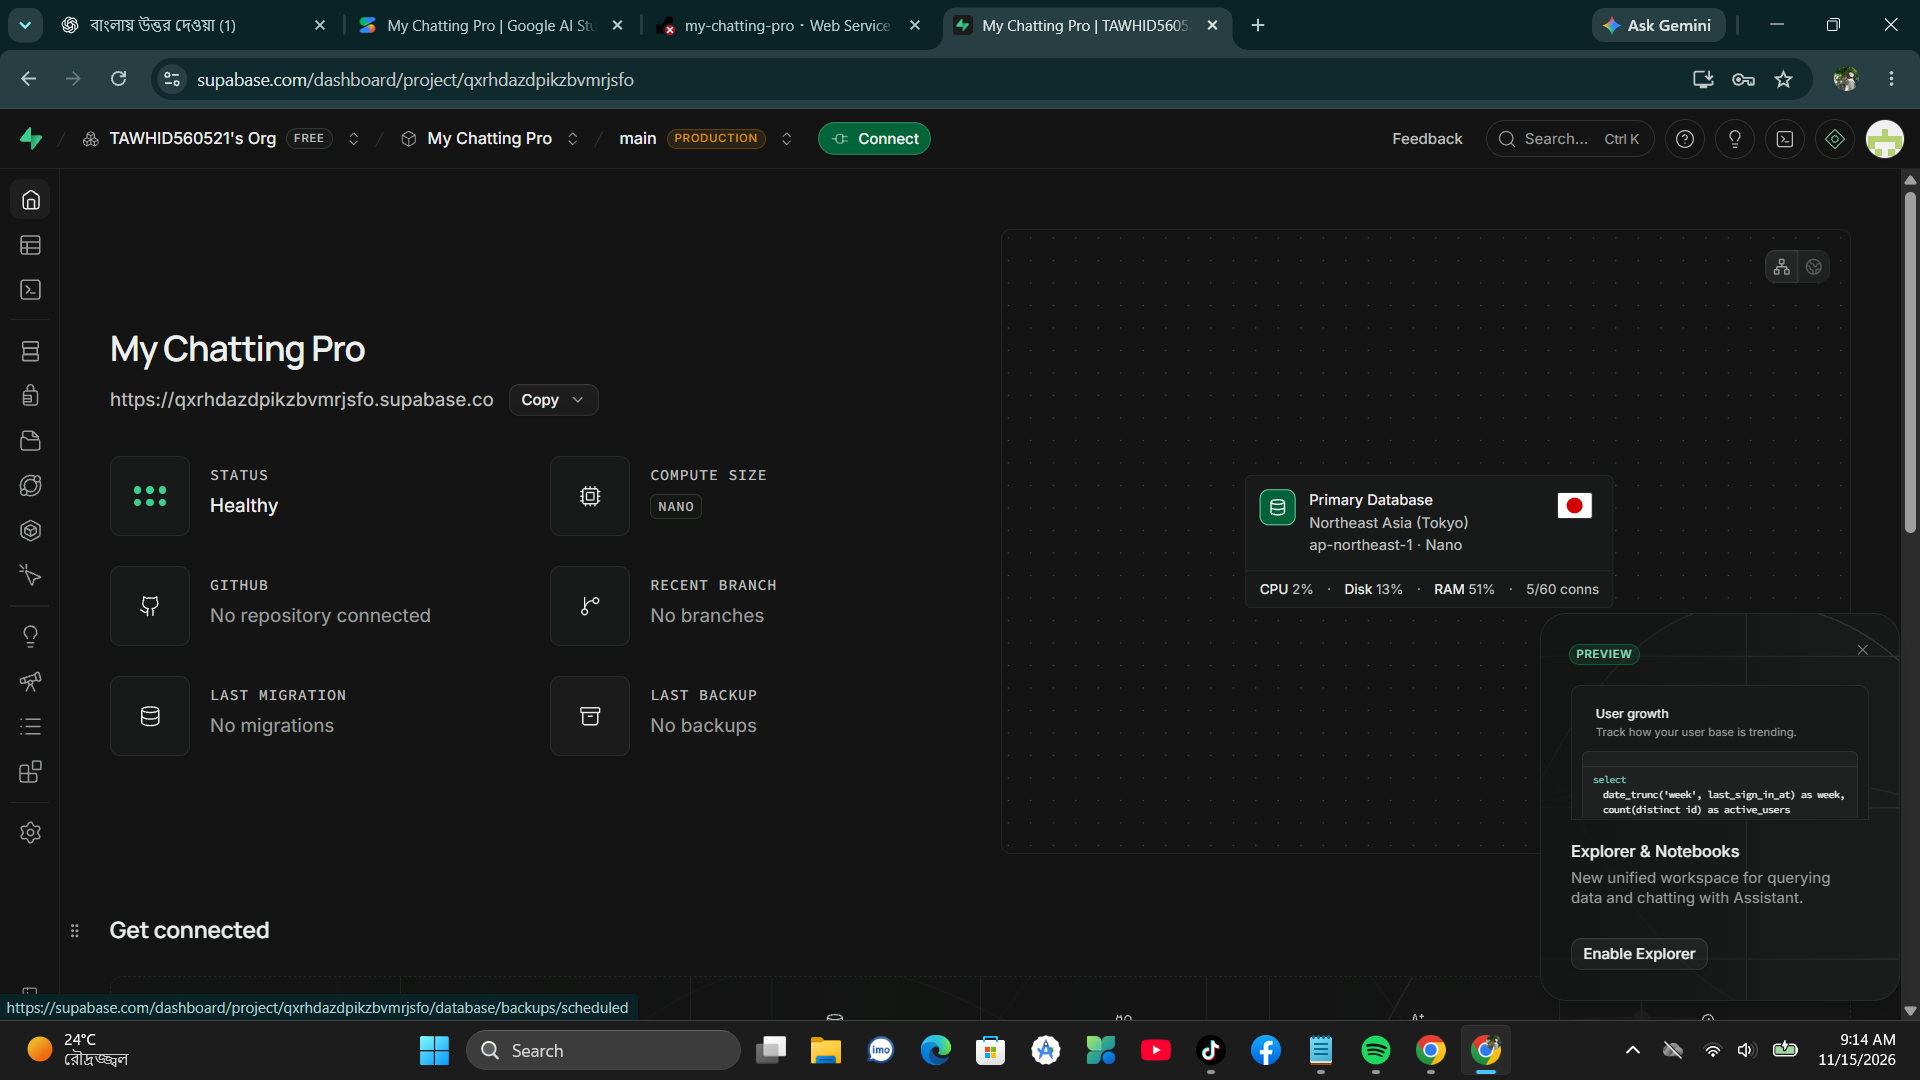 বাংলায় উত্তর দেওয়া (1)
My Chatting Pro | Google AI Stu
my-chatting-pro · Web Service
My Chatting Pro | TAWHID5605
Ask Gemini
supabase.com/dashboard/project/qxrhdazdpikzbvmrjsfo
TAWHID560521's Org FREE
My Chatting Pro
main PRODUCTION
Connect
Feedback
Search... Ctrl K
My Chatting Pro
https://qxrhdazdpikzbvmrjsfo.supabase.co
Copy
STATUS
Healthy
COMPUTE SIZE
NANO
GITHUB
No repository connected
RECENT BRANCH
No branches
LAST MIGRATION
No migrations
LAST BACKUP
No backups
Primary Database
Northeast Asia (Tokyo)
ap-northeast-1 · Nano
CPU 2% · Disk 13% · RAM 51% · 5/60 conns
PREVIEW
User growth
Track how your user base is trending.
select
date_trunc('week', last_sign_in_at) as week,
count(distinct id) as active_users
Explorer & Notebooks
New unified workspace for querying
data and chatting with Assistant.
Enable Explorer
Get connected
https://supabase.com/dashboard/project/qxrhdazdpikzbvmrjsfo/database/backups/scheduled
24°C
রৌদ্রজ্জ্বল
Search
imo
9:14 AM
11/15/2026